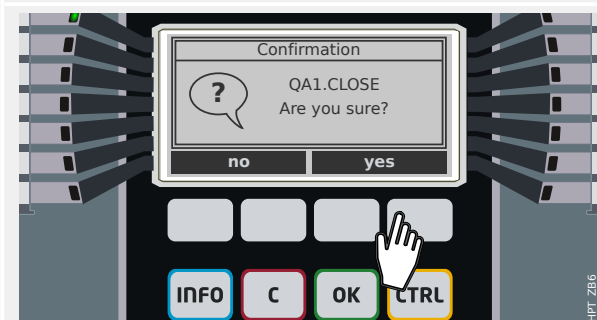 Confirmation
?
QA1.CLOSE
Are you sure?
no yes
INFO C OK CTRL
HPT_ZB6